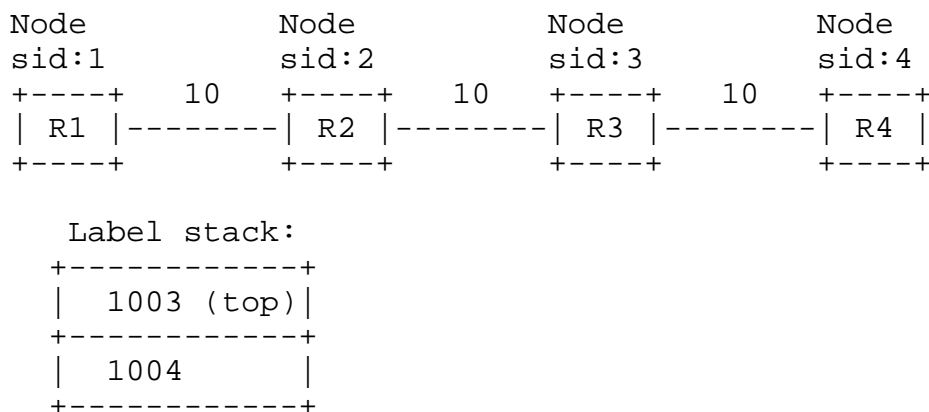 Node Node Node Node
sid:1 sid:2 sid:3 sid:4
+----+ 10 +----+ 10 +----+ 10 +----+
| R1 |--------| R2 |--------| R3 |--------| R4 |
+----+ +----+ +----+ +----+
Label stack:
+------------+
| 1003 (top)|
+------------+
| 1004 |
+------------+